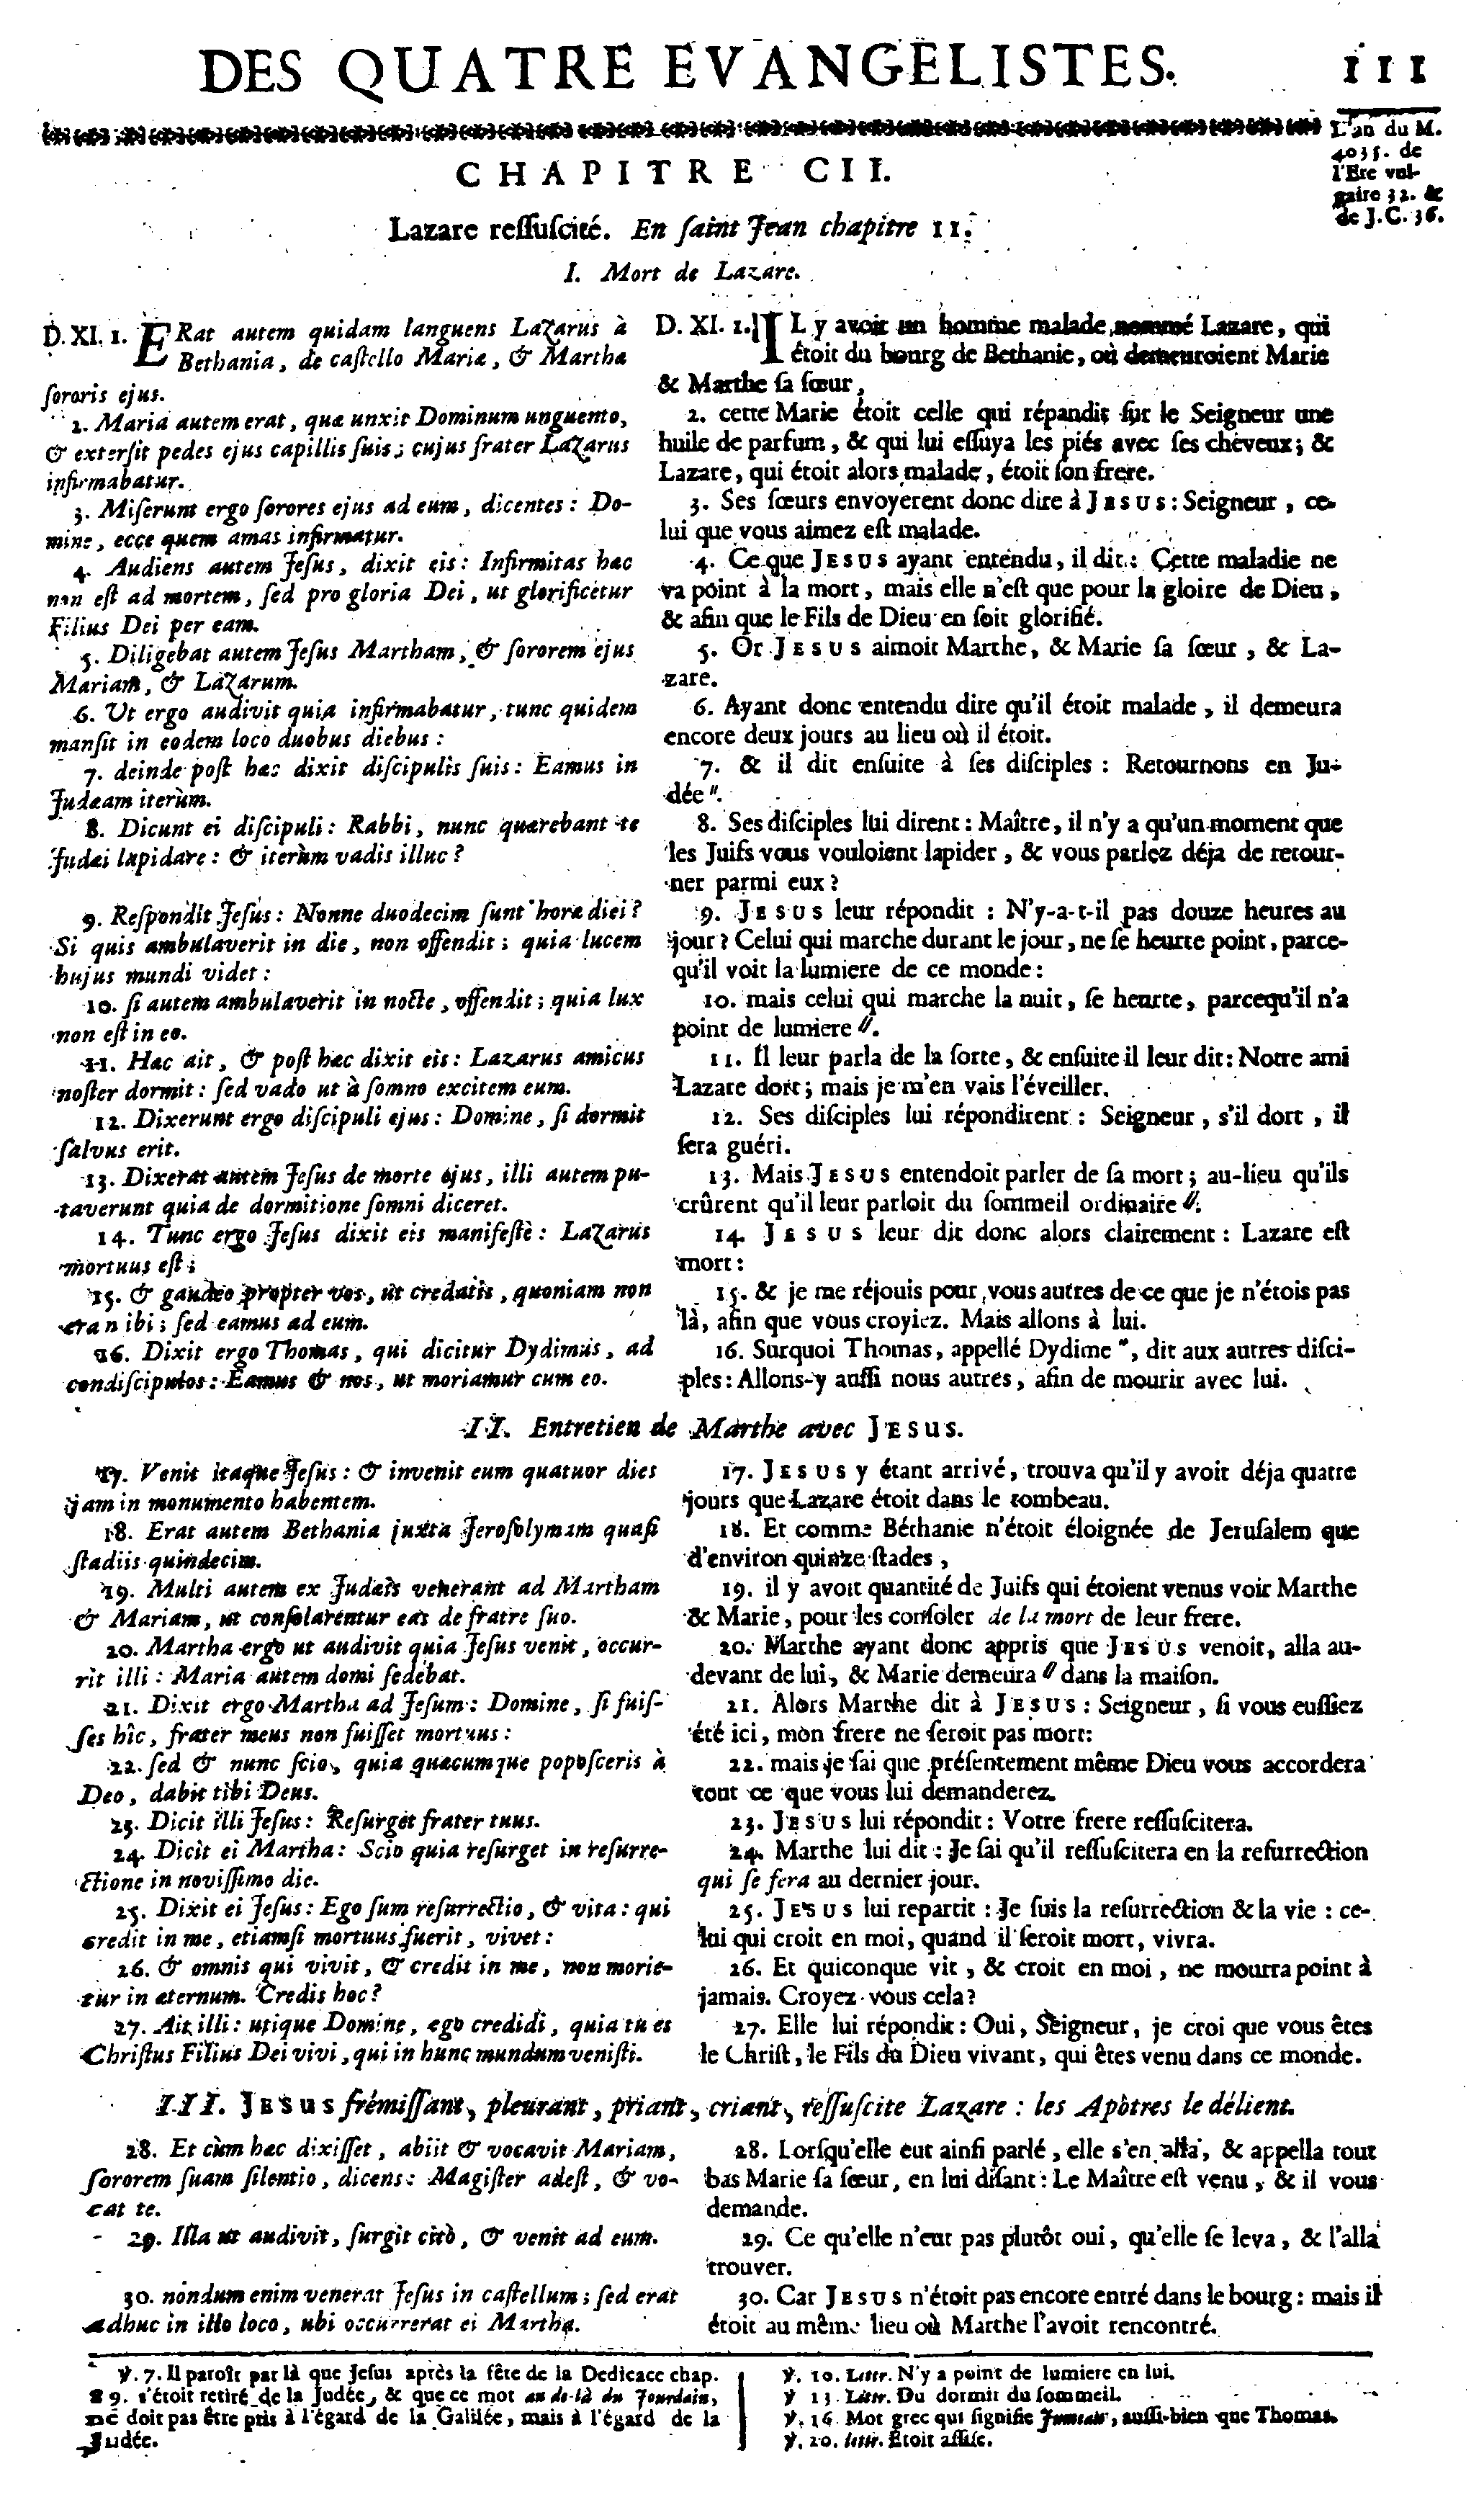 DES QUATRE EVANGELISTES.
III
L'an du M.
4035. de
l'Ere vul-
gaire 32. &
de J.C. 36.
CHAPITRE CII.
Lazare reſſuſcité. En ſaint Jean chapitre 11.
I. Mort de Lazare.
D. XI. 1. ERat autem quidam languens Lazarus à
Bethania, de caſtello Mariæ, & Marthæ
ſororis ejus.
2. Maria autem erat, quæ unxit Dominum unguento,
& exterſit pedes ejus capillis ſuis; cujus frater Lazarus
infirmabatur.
3. Miſerunt ergo ſorores ejus ad eum, dicentes: Do-
mine, ecce quem amas infirmatur.
4. Audiens autem Jeſus, dixit eis: Infirmitas hæc
non eſt ad mortem, ſed pro gloria Dei, ut glorificetur
Filius Dei per eam.
5. Diligebat autem Jeſus Martham, & ſororem ejus
Mariam, & Lazarum.
6. Ut ergo audivit quia infirmabatur, tunc quidem
manſit in eodem loco duobus diebus:
7. deinde poſt hæc dixit diſcipulis ſuis: Eamus in
Judæam iterùm.
8. Dicunt ei diſcipuli: Rabbi, nunc quærebant te
Judæi lapidare: & iterùm vadis illuc?
9. Reſpondit Jeſus: Nonne duodecim ſunt horæ diei?
Si quis ambulaverit in die, non offendit; quia lucem
hujus mundi videt:
10. ſi autem ambulaverit in nocte, offendit; quia lux
non eſt in eo.
11. Hæc ait, & poſt hæc dixit eis: Lazarus amicus
noſter dormit: ſed vado ut à ſomno excitem eum.
12. Dixerunt ergo diſcipuli ejus: Domine, ſi dormit
ſalvus erit.
13. Dixerat autem Jeſus de morte ejus, illi autem pu-
taverunt quia de dormitione ſomni diceret.
14. Tunc ergo Jeſus dixit eis manifeſtè: Lazarus
mortuus eſt;
15. & gaudeo propter vos, ut credatis, quoniam non
eram ibi; ſed eamus ad eum.
16. Dixit ergo Thomas, qui dicitur Dydimus, ad
condiſcipulos: Eamus & nos, ut moriamur cum eo.
D. XI. 1. IL y avoit un homme malade nommé Lazare, qui
étoit du bourg de Bethanie, où demeuroient Marie
& Marthe ſa ſœur,
2. cette Marie étoit celle qui répandit ſur le Seigneur une
huile de parfum, & qui lui eſſuya les piés avec ſes cheveux; &
Lazare, qui étoit alors malade, étoit ſon frere.
3. Ses ſœurs envoyerent donc dire à JESUS: Seigneur, ce-
lui que vous aimez eſt malade.
4. Ce que JESUS ayant entendu, il dit: Cette maladie ne
va point à la mort, mais elle n'eſt que pour la gloire de Dieu,
& afin que le Fils de Dieu en ſoit glorifié.
5. Or JESUS aimoit Marthe, & Marie ſa ſœur, & La-
zare.
6. Ayant donc entendu dire qu'il étoit malade, il demeura
encore deux jours au lieu où il étoit.
7. & il dit enſuite à ſes diſciples: Retournons en Ju-
dée ".
8. Ses diſciples lui dirent: Maître, il n'y a qu'un moment que
les Juifs vous vouloient lapider, & vous parlez déja de retour-
ner parmi eux?
9. JESUS leur répondit: N'y-a-t-il pas douze heures au
jour? Celui qui marche durant le jour, ne ſe heurte point, parce-
qu'il voit la lumiere de ce monde:
10. mais celui qui marche la nuit, ſe heurte, parcequ'il n'a
point de lumiere ".
11. Il leur parla de la ſorte, & enſuite il leur dit: Notre ami
Lazare dort; mais je m'en vais l'éveiller.
12. Ses diſciples lui répondirent: Seigneur, s'il dort, il
ſera guéri.
13. Mais JESUS entendoit parler de ſa mort; au-lieu qu'ils
crûrent qu'il leur parloit du ſommeil ordinaire ".
14. JESUS leur dit donc alors clairement: Lazare eſt
mort:
15. & je me réjouis pour vous autres de ce que je n'étois pas
là, afin que vous croyiez. Mais allons à lui.
16. Surquoi Thomas, appellé Dydime ", dit aux autres diſci-
ples: Allons-y auſſi nous autres, afin de mourir avec lui.
II. Entretien de Marthe avec JESUS.
17. Venit itaque Jeſus: & invenit eum quatuor dies
jam in monumento habentem.
18. Erat autem Bethania juxta Jeroſolymam quaſi
ſtadiis quindecim.
19. Multi autem ex Judæis venerant ad Martham
& Mariam, ut conſolarentur eas de fratre ſuo.
20. Martha ergo ut audivit quia Jeſus venit, occur-
rit illi: Maria autem domi ſedebat.
21. Dixit ergo Martha ad Jeſum: Domine, ſi fuiſ-
ſes hîc, frater meus non fuiſſet mortuus:
22. ſed & nunc ſcio, quia quæcumque popoſceris à
Deo, dabit tibi Deus.
23. Dicit illi Jeſus: Reſurget frater tuus.
24. Dicit ei Martha: Scio quia reſurget in reſurre-
ctione in noviſſimo die.
25. Dixit ei Jeſus: Ego ſum reſurrectio, & vita: qui
credit in me, etiamſi mortuus fuerit, vivet:
26. & omnis qui vivit, & credit in me, non morie-
tur in æternum. Credis hoc?
27. Ait illi: utique Domine, ego credidi, quia tu es
Chriſtus Filius Dei vivi, qui in hunc mundum veniſti.
17. JESUS y étant arrivé, trouva qu'il y avoit déja quatre
jours que Lazare étoit dans le tombeau.
18. Et comme Béthanie n'étoit éloignée de Jeruſalem que
d'environ quinze ſtades,
19. il y avoit quantité de Juifs qui étoient venus voir Marthe
& Marie, pour les conſoler de la mort de leur frere.
20. Marthe ayant donc appris que JESUS venoit, alla au-
devant de lui, & Marie demeura " dans la maiſon.
21. Alors Marthe dit à JESUS: Seigneur, ſi vous euſſiez
été ici, mon frere ne ſeroit pas mort:
22. mais je ſai que préſentement même Dieu vous accordera
tout ce que vous lui demanderez.
23. JESUS lui répondit: Votre frere reſſuſcitera.
24. Marthe lui dit: Je ſai qu'il reſſuſcitera en la reſurrection
qui ſe fera au dernier jour.
25. JESUS lui repartit: Je ſuis la reſurrection & la vie: ce-
lui qui croit en moi, quand il ſeroit mort, vivra.
26. Et quiconque vit, & croit en moi, ne mourra point à
jamais. Croyez-vous cela?
27. Elle lui répondit: Oui, Seigneur, je croi que vous êtes
le Chriſt, le Fils du Dieu vivant, qui êtes venu dans ce monde.
III. JESUS frémiſſant, pleurant, priant, criant, reſſuſcite Lazare: les Apôtres le délient.
28. Et cùm hæc dixiſſet, abiit & vocavit Mariam,
ſororem ſuam ſilentio, dicens: Magiſter adeſt, & vo-
cat te.
29. Illa ut audivit, ſurgit citò, & venit ad eum.
30. nondum enim venerat Jeſus in caſtellum; ſed erat
adhuc in illo loco, ubi occurrerat ei Martha.
28. Lorſqu'elle eut ainſi parlé, elle s'en alla, & appella tout
bas Marie ſa ſœur, en lui diſant: Le Maître eſt venu, & il vous
demande.
29. Ce qu'elle n'eut pas plutôt oui, qu'elle ſe leva, & l'alla
trouver.
30. Car JESUS n'étoit pas encore entré dans le bourg: mais il
étoit au même lieu où Marthe l'avoit rencontré.
℣. 7. Il paroît par là que Jeſus après la fête de la Dedicace chap.
89. s'étoit retiré de la Judée, & que ce mot au de-là du Jourdain,
ne doit pas être pris à l'égard de la Galilée, mais à l'égard de la
Judée.
℣. 10. Lettr. N'y a point de lumiere en lui.
℣ 13. Lettr. Du dormir du ſommeil.
℣. 16. Mot grec qui ſignifie Jumeau, auſſi-bien que Thomas.
℣. 20. lettr. Etoit aſſiſe.